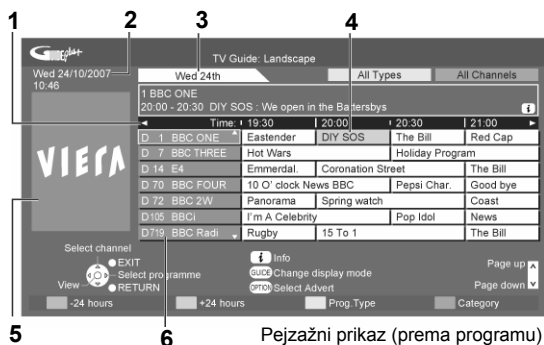 1 2 3 4
GUIDE Plus+
TV Guide: Landscape
Wed 24/10/2007
10:46
Wed 24th All Types All Channels
1 BBC ONE
20:00 - 20:30 DIY SOS : We open in the Battersbys i
Time: 19:30 20:00 20:30 21:00
D 1 BBC ONE Eastender DIY SOS The Bill Red Cap
D 7 BBC THREE Hot Wars Holiday Program
VIERA
D 14 E4 Emmerdal. Coronation Street The Bill
D 70 BBC FOUR 10 O' clock News BBC Pepsi Char. Good bye
D 72 BBC 2W Panorama Spring watch Coast
D105 BBCi I'm A Celebrity Pop Idol News
D719 BBC Radi Rugby 15 To 1 The Bill
Select channel
EXIT
Select programme
View
RETURN
i Info
GUIDE Change display mode
OPTION Select Advert
Page up
Page down
-24 hours +24 hours Prog.Type Category
5 6
Pejzažni prikaz (prema programu)